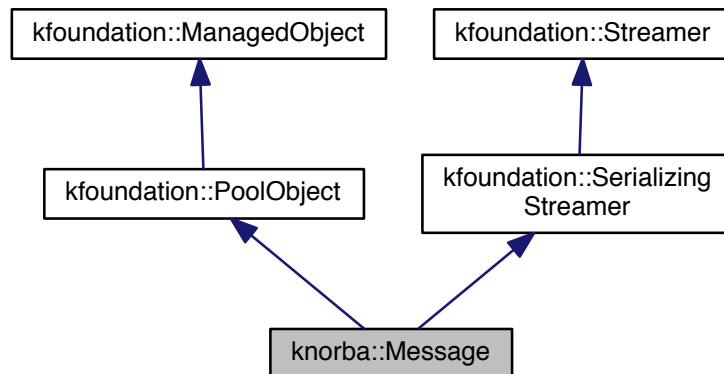 kfoundation::ManagedObject
kfoundation::Streamer
kfoundation::PoolObject
kfoundation::Serializing
Streamer
knorba::Message